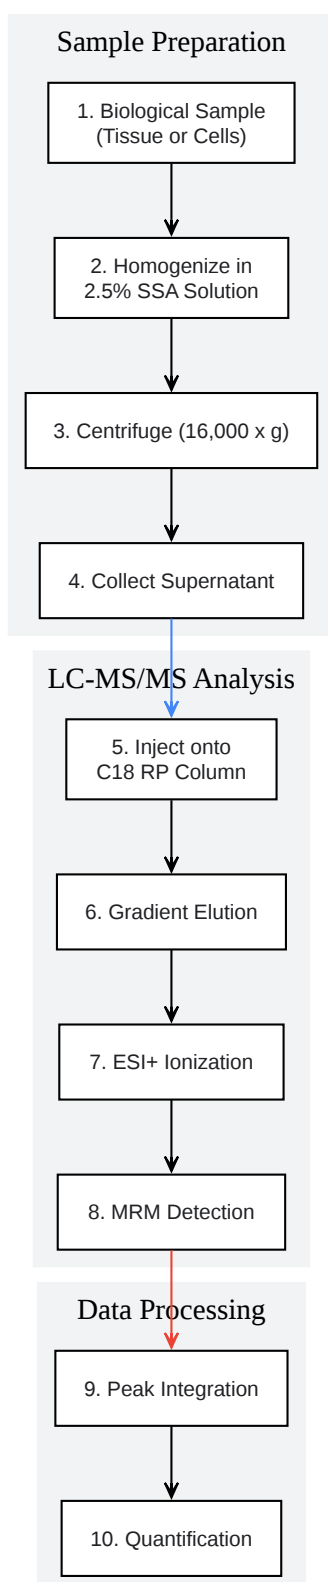 Sample Preparation
1. Biological Sample
(Tissue or Cells)
2. Homogenize in
2.5% SSA Solution
3. Centrifuge (16,000 x g)
4. Collect Supernatant
LC-MS/MS Analysis
5. Inject onto
C18 RP Column
6. Gradient Elution
7. ESI+ Ionization
8. MRM Detection
Data Processing
9. Peak Integration
10. Quantification